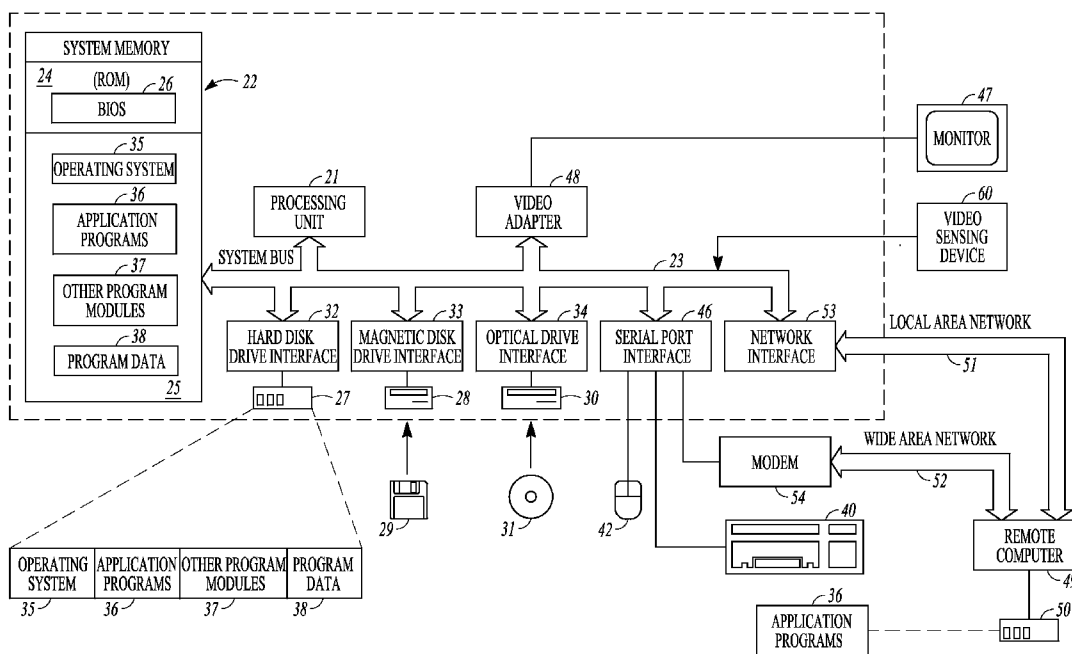 SYSTEM MEMORY
24
(ROM)
26
BIOS
22
35
OPERATING SYSTEM
36
APPLICATION
PROGRAMS
37
OTHER PROGRAM
MODULES
38
PROGRAM DATA
25
21
PROCESSING
UNIT
48
VIDEO
ADAPTER
47
MONITOR
60
VIDEO
SENSING
DEVICE
SYSTEM BUS
23
32
HARD DISK
DRIVE INTERFACE
33
MAGNETIC DISK
DRIVE INTERFACE
34
OPTICAL DRIVE
INTERFACE
46
SERIAL PORT
INTERFACE
53
NETWORK
INTERFACE
LOCAL AREA NETWORK
51
27
28
30
29
31
42
MODEM
54
WIDE AREA NETWORK
52
40
REMOTE
COMPUTER
49
50
OPERATING
SYSTEM
35
APPLICATION
PROGRAMS
36
OTHER PROGRAM
MODULES
37
PROGRAM
DATA
38
36
APPLICATION
PROGRAMS